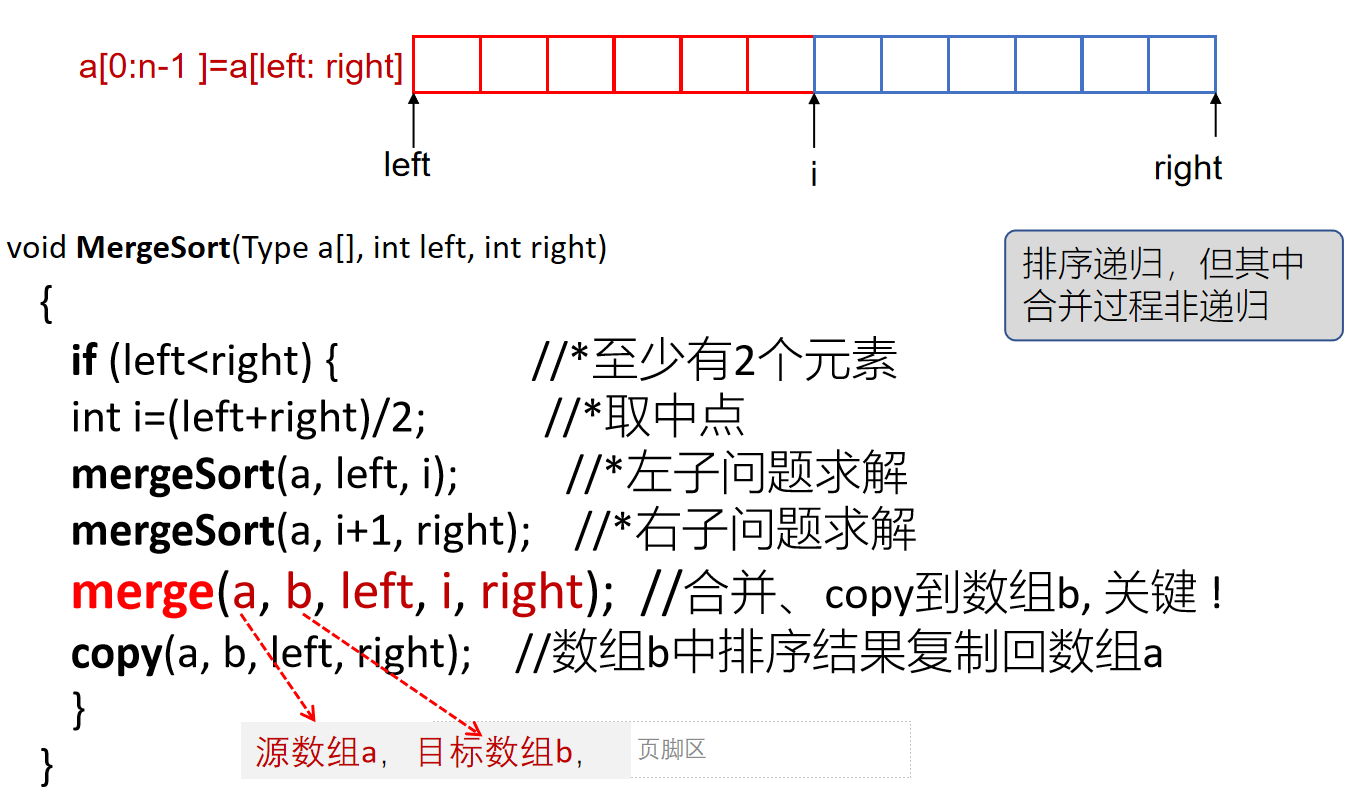 a[0:n-1 ]=a[left: right]
left
i
right
void MergeSort(Type a[], int left, int right)
排序递归，但其中
合并过程非递归
{
if (left<right) { //*至少有2个元素
int i=(left+right)/2; //*取中点
mergeSort(a, left, i); //*左子问题求解
mergeSort(a, i+1, right); //*右子问题求解
merge(a, b, left, i, right); //合并、copy到数组b, 关键！
copy(a, b, left, right); //数组b中排序结果复制回数组a
}
源数组a， 目标数组b，
页脚区
}